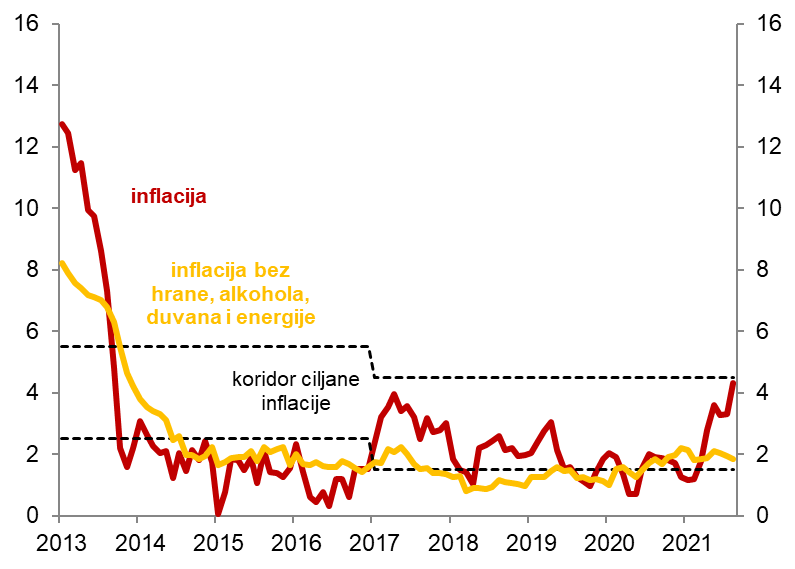 16
14
12
10
8
6
4
2
0
16
14
12
10
8
6
4
2
0
inflacija
inflacija bez
hrane, alkohola,
duvana i energije
koridor ciljane
inflacije
2013 2014 2015 2016 2017 2018 2019 2020 2021